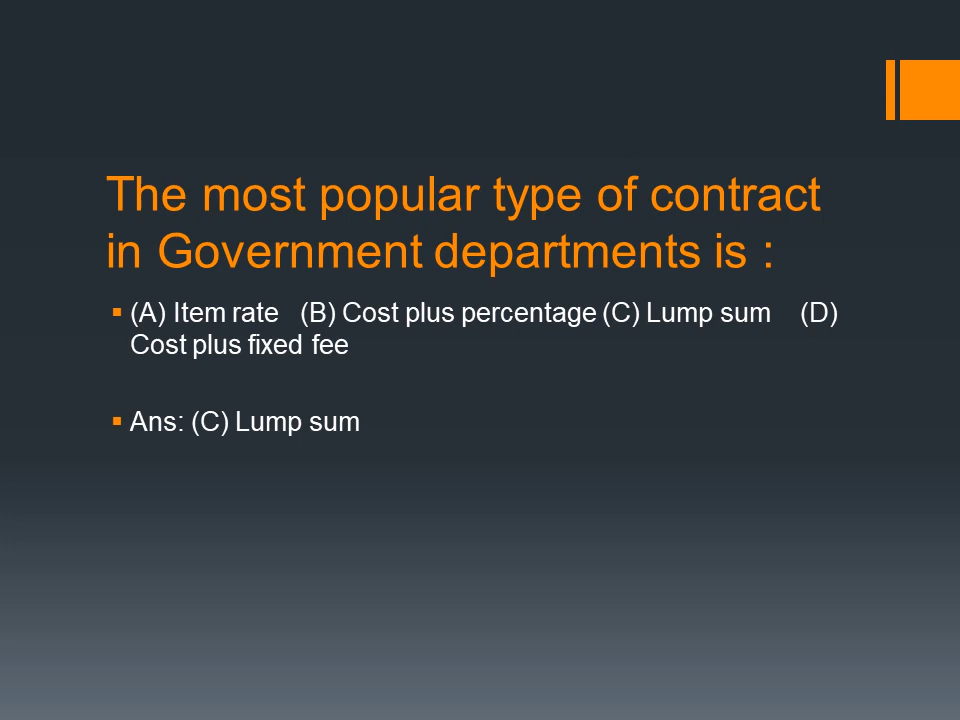 The most popular type of contract
in Government departments is :
(A) Item rate (B) Cost plus percentage (C) Lump sum (D)
Cost plus fixed fee
Ans: (C) Lump sum